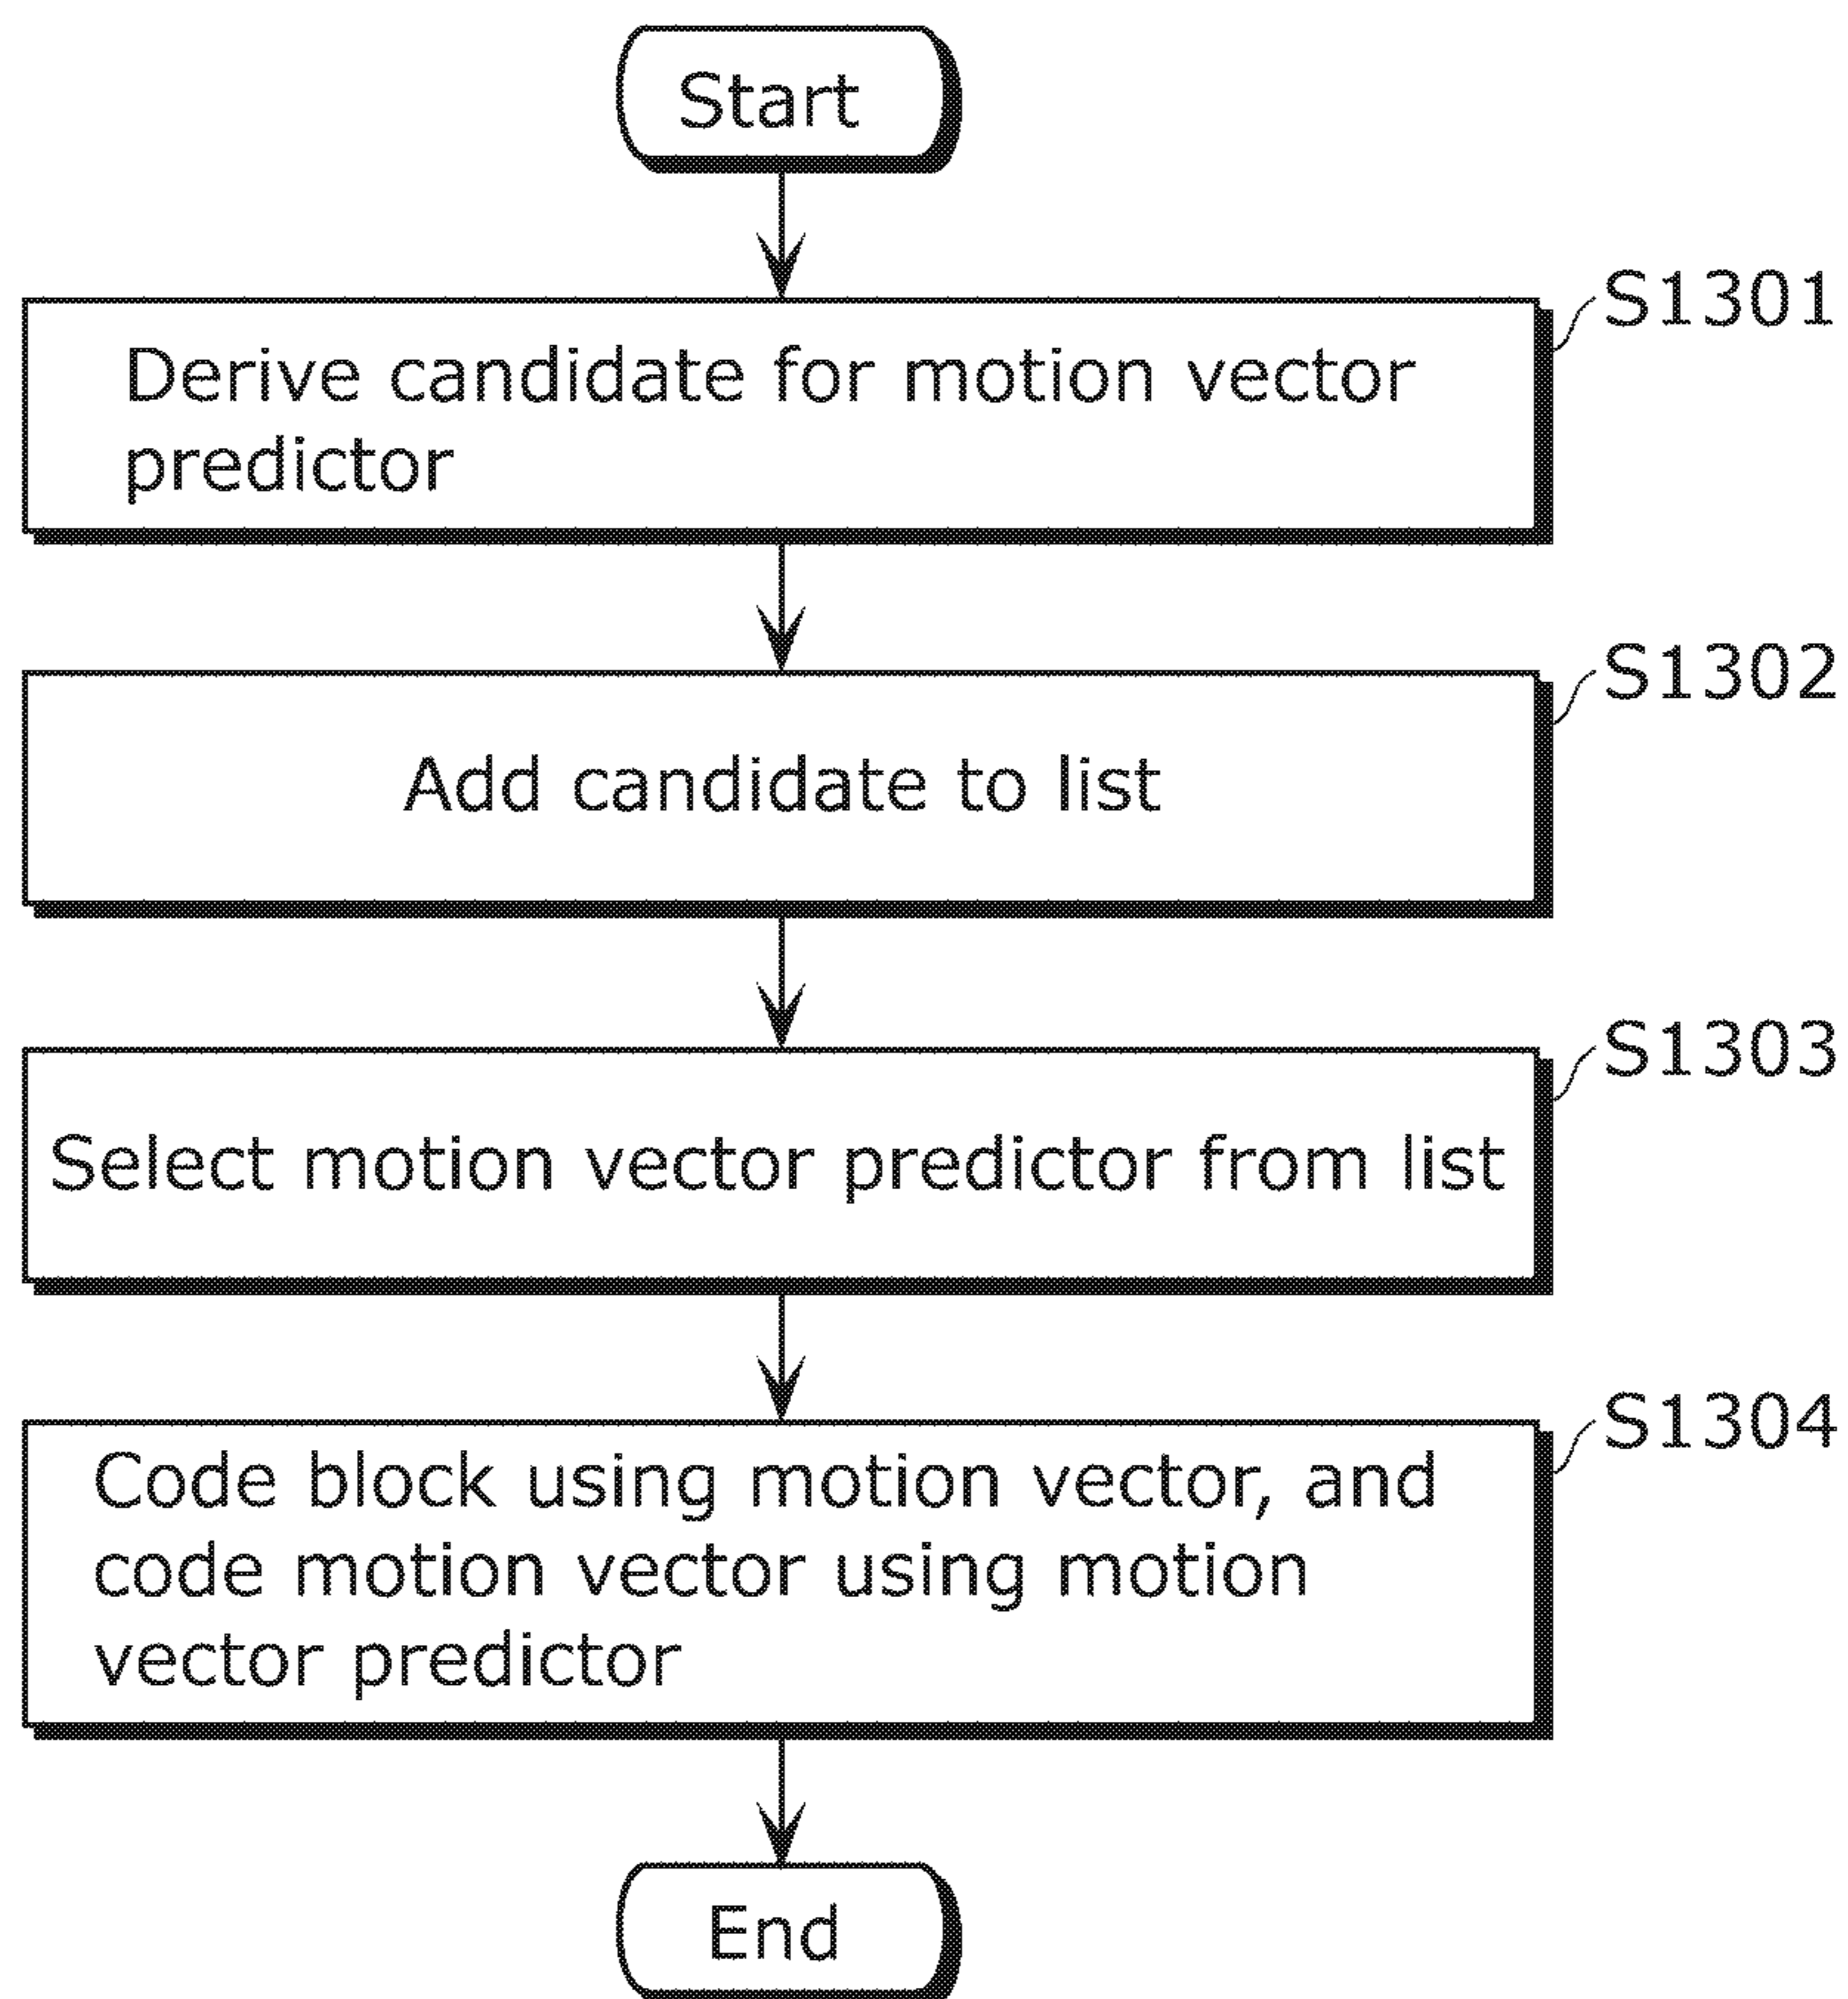 Start
S1301
Derive candidate for motion vector
predictor
S1302
Add candidate to list
S1303
Select motion vector predictor from list
S1304
Code block using motion vector, and
code motion vector using motion
vector predictor
End